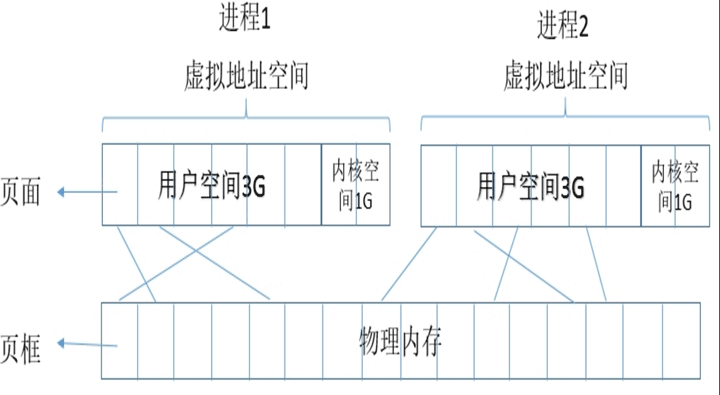 进程1
进程2
虚拟地址空间
虚拟地址空间
页面
用户空间3G
内核空
间1G
用户空间3G
内核空
间1G
页框
物理内存